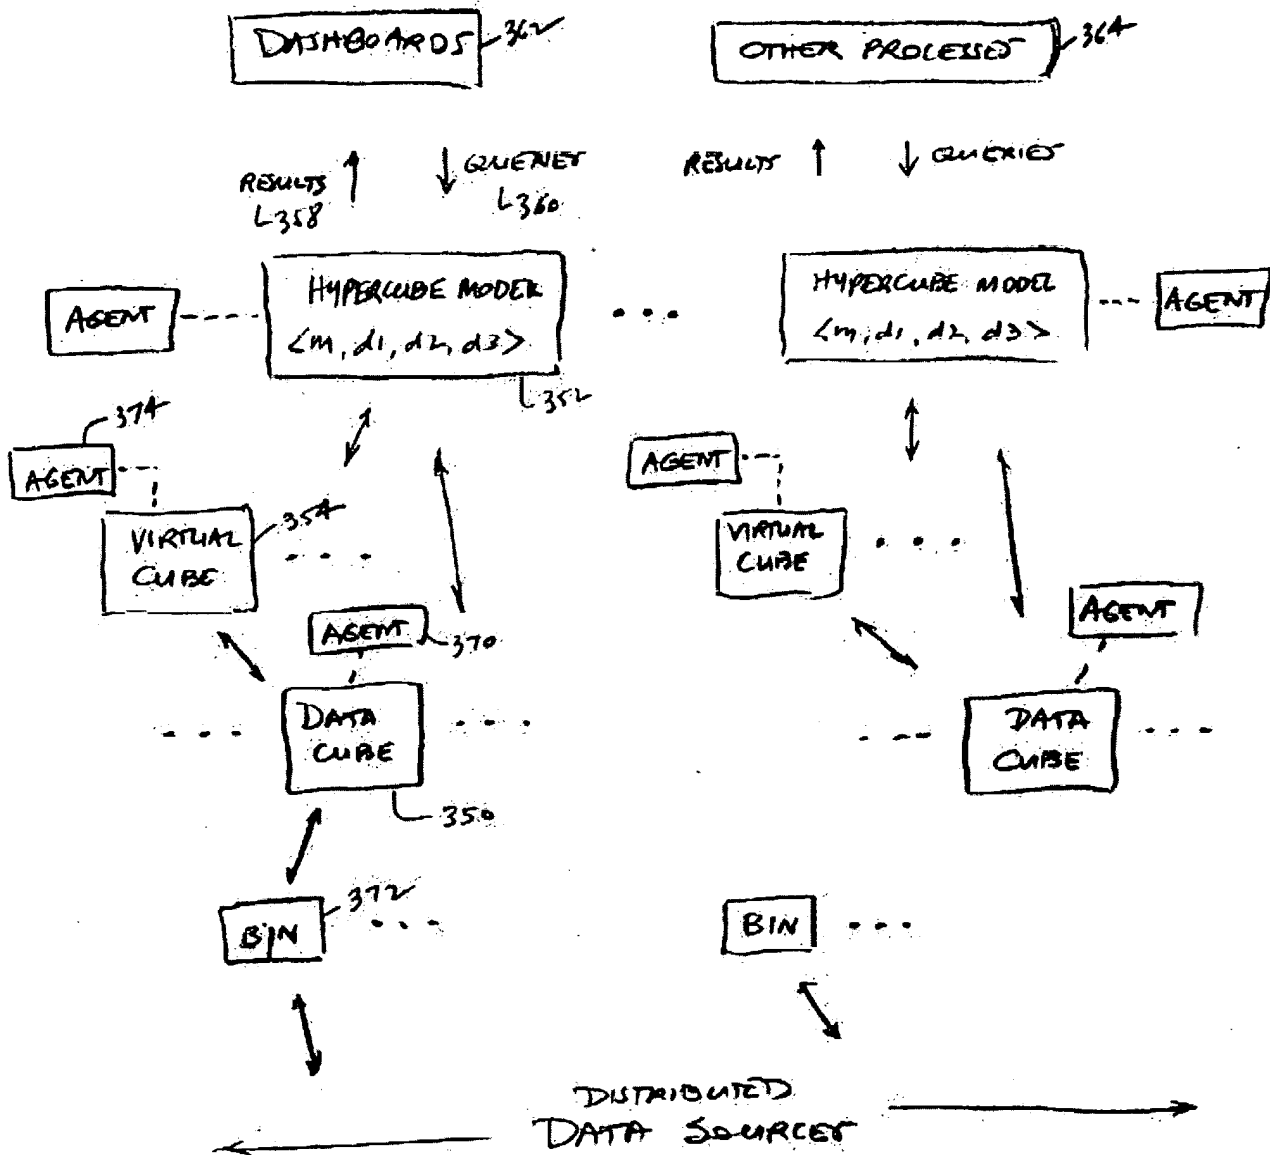 DASHBOARDS 362
OTHER PROCESSES 364
RESULTS
358
QUERIES
360
RESULTS
QUERIES
AGENT
HYPERCUBE MODEL
<m, d1, d2, d3>
352
HYPERCUBE MODEL
<m, d1, d2, d3>
AGENT
374
AGENT
VIRTUAL
CUBE
354
AGENT
VIRTUAL
CUBE
AGENT
370
AGENT
DATA
CUBE
350
DATA
CUBE
BIN
372
BIN
DISTRIBUTED
DATA SOURCES